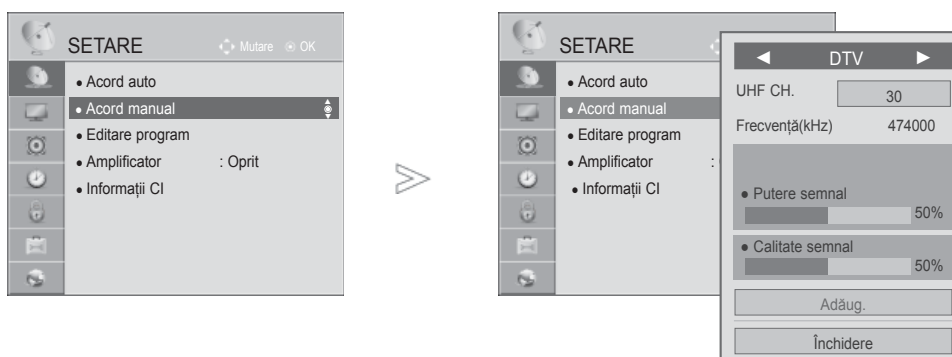 SETARE Mutare OK
• Acord auto
• Acord manual
• Editare program
• Amplificator : Oprit
• Informații CI
SETARE
• Acord auto
• Acord manual
• Editare program
• Amplificator :
• Informații CI
◄ DTV ►
UHF CH. 30
Frecvență(kHz) 474000
• Putere semnal
50%
• Calitate semnal
50%
Adăug.
Închidere